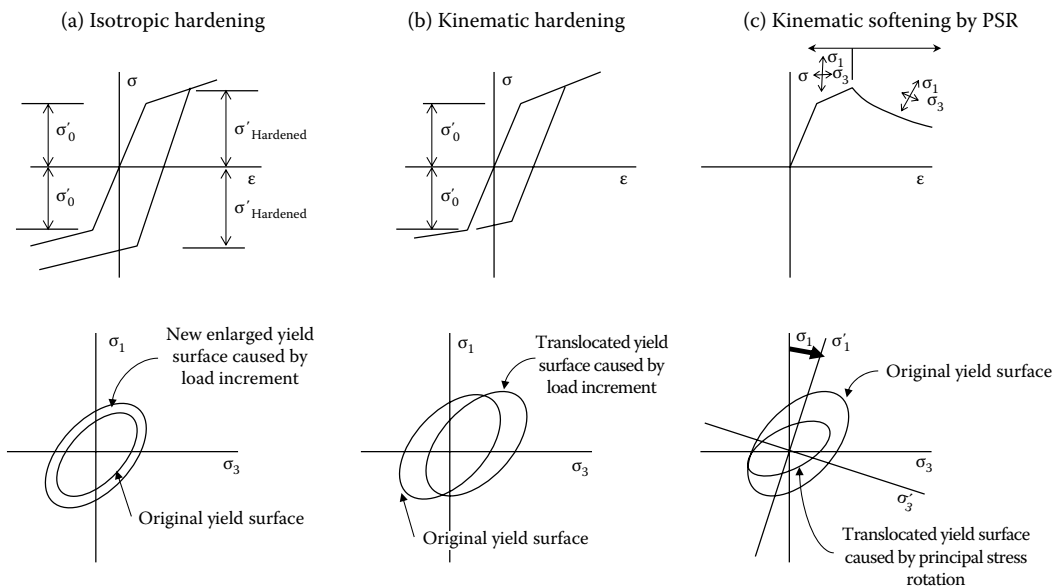 (a) Isotropic hardening
(b) Kinematic hardening
(c) Kinematic softening by PSR
σ
σ′0
σ′Hardened
ε
σ′0
σ′Hardened
σ
σ′0
ε
σ′0
σ1
σ
σ3
σ1
σ3
ε
New enlarged yield
surface caused by
load increment
σ1
σ3
Original yield surface
σ1
Translocated yield
surface caused by
load increment
σ3
Original yield surface
σ1
σ′1
Original yield surface
σ3
σ′3
Translocated yield surface
caused by principal stress
rotation